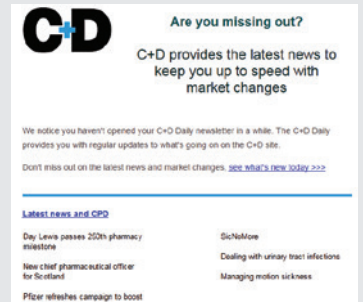 C+D
Are you missing out?
C+D provides the latest news to
keep you up to speed with
market changes
We notice you haven't opened your C+D Daily newsletter in a while. The C+D Daily
provides you with regular updates to what's going on on the C+D site.
Don't miss out on the latest news and market changes, see what's new today >>>
Latest news and CPD
Day Lewis passes 250th pharmacy
milestone
New chief pharmaceutical officer
for Scotland
Pfizer refreshes campaign to boost
SicNoMore
Dealing with urinary tract infections
Managing motion sickness